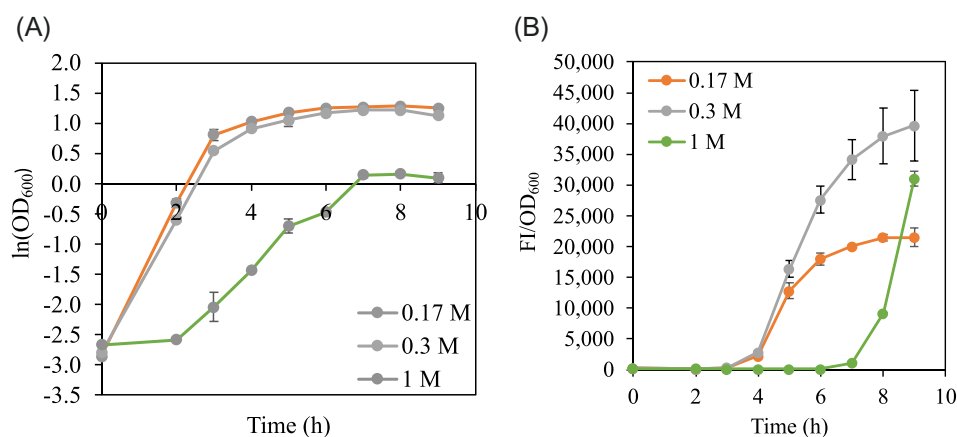 (A)
2.0
1.5
1.0
0.5
0.0
-0.5
-1.0
-1.5
-2.0
-2.5
-3.0
-3.5
ln(OD600)
0 2 4 6 8 10
0.17 M
0.3 M
1 M
Time (h)
(B)
50,000
45,000
40,000
35,000
30,000
25,000
20,000
15,000
10,000
5,000
0
FI/OD600
0.17 M
0.3 M
1 M
0 2 4 6 8 10
Time (h)